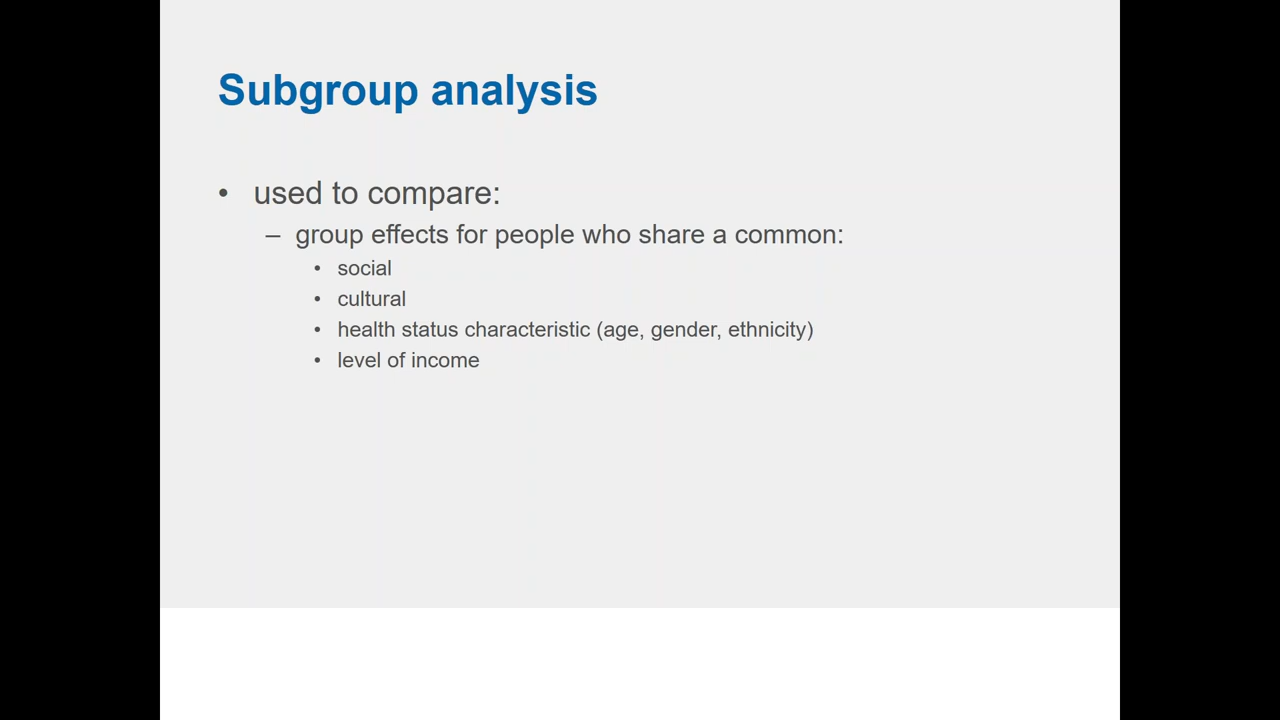 Subgroup analysis
• used to compare:
– group effects for people who share a common:
• social
• cultural
• health status characteristic (age, gender, ethnicity)
• level of income